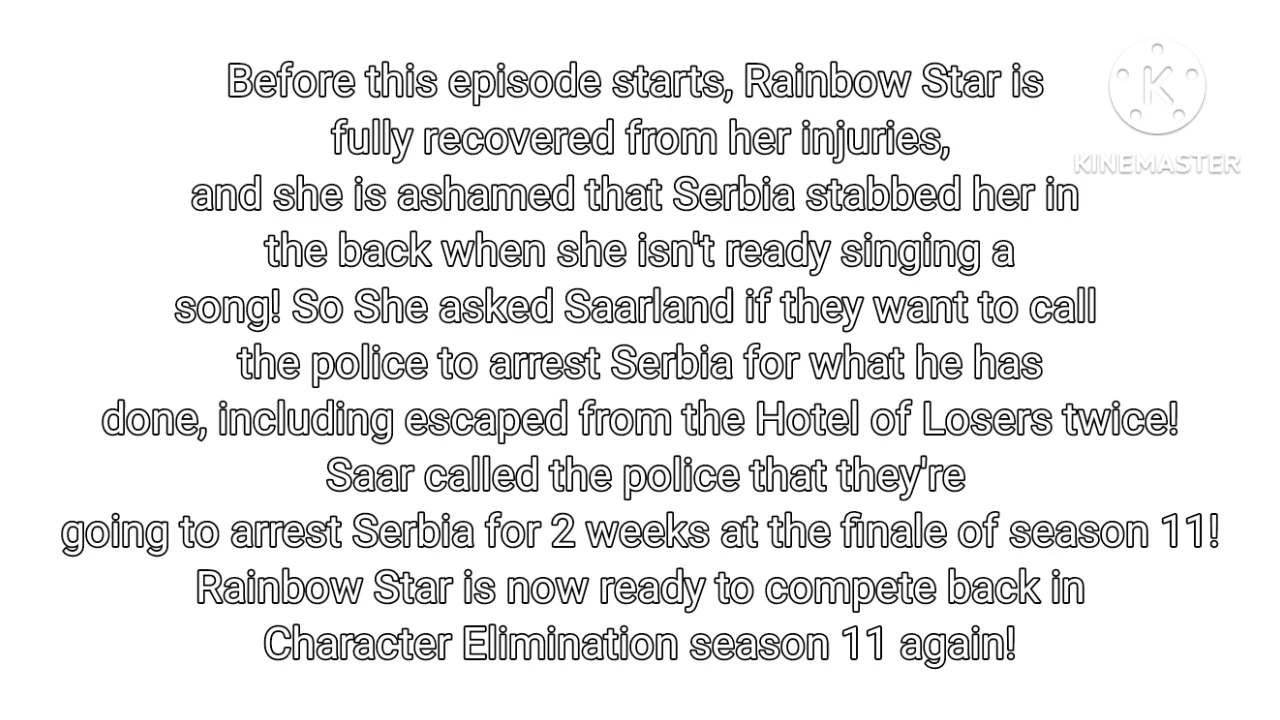 Before this episode starts, Rainbow Star is
fully recovered from her injuries,
and she is ashamed that Serbia stabbed her in
the back when she isn't ready singing a
song! So She asked Saarland if they want to call
the police to arrest Serbia for what he has
done, including escaped from the Hotel of Losers twice!
Saar called the police that they're
going to arrest Serbia for 2 weeks at the finale of season 11!
Rainbow Star is now ready to compete back in
Character Elimination season 11 again!
K
KINEMASTER